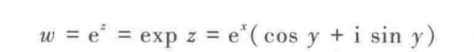 w = e^z = exp z = e^x( cos y + i sin y)